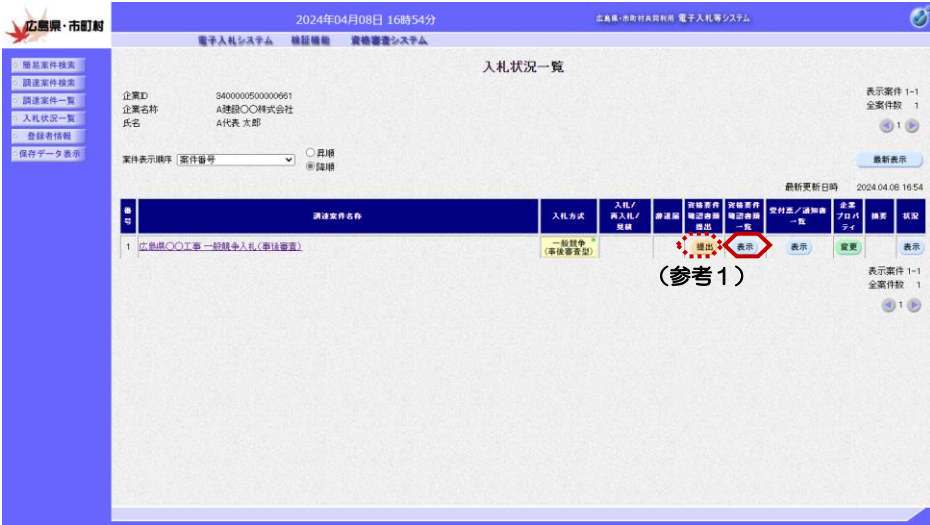 広島県・市町村
2024年04月08日 16時54分
広島県・市町村共同利用 電子入札等システム
電子入札システム 検証機能 資格審査システム
簡易案件検索
調達案件検索
調達案件一覧
入札状況一覧
登録者情報
保存データ表示
入札状況一覧
企業ID 3400000500000661
企業名称 A建設〇〇株式会社
氏名 A代表 太郎
表示案件 1-1
全案件数 1
1
案件表示順序 案件番号
昇順
降順
最新表示
最新更新日時 2024.04.08 16:54
番号 調達案件名称 入札方式 入札/再入札/見積 辞退届 資格要件確認書類提出 資格要件確認書類一覧 受付票/通知書一覧 企業プロパティ 摘要 状況
1 広島県〇〇工事 一般競争入札(事後審査) 一般競争(事後審査型) 提出 表示 表示 変更 表示
(参考1)
表示案件 1-1
全案件数 1
1